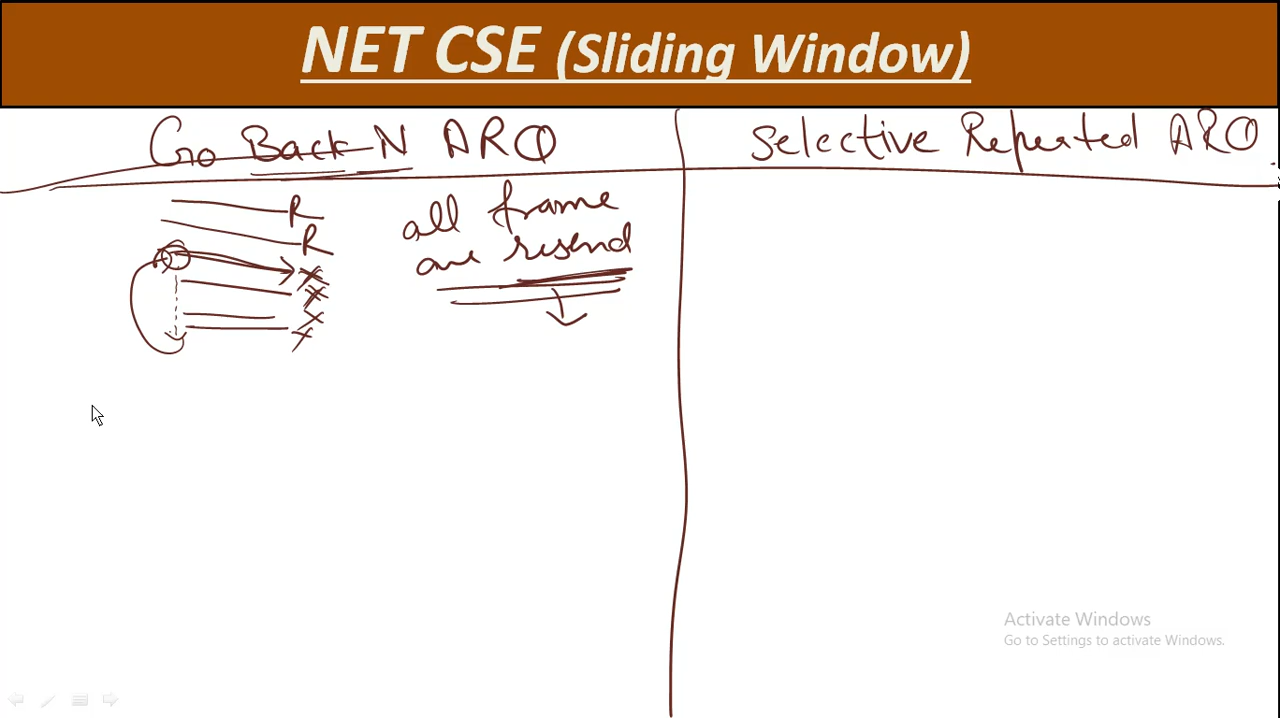 NET CSE (Sliding Window)
Go Back N ARQ
Selective Repeated ARQ.
R
R
all frame
are resend
Activate Windows
Go to Settings to activate Windows.